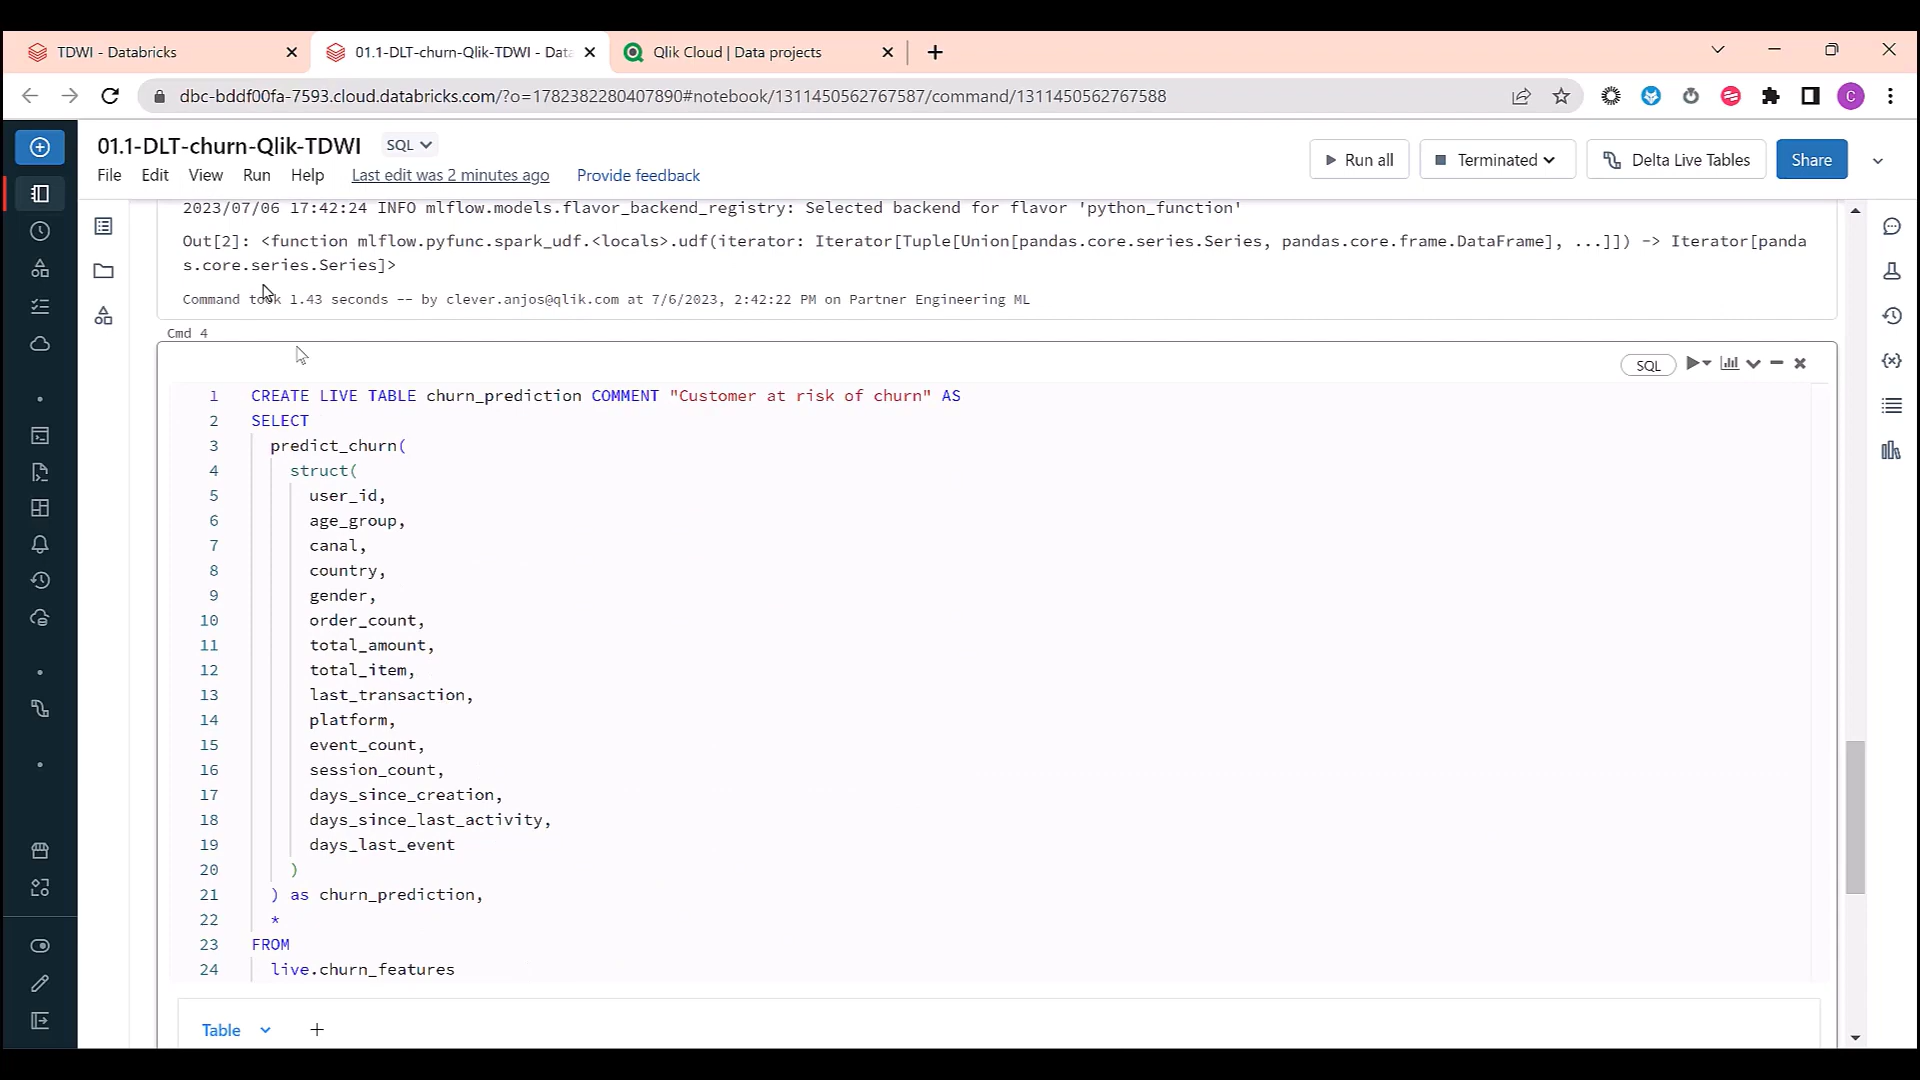 TDWI - Databricks
01.1-DLT-churn-Qlik-TDWI - Data
Qlik Cloud | Data projects
dbc-bddf00fa-7593.cloud.databricks.com/?o=1782382280407890#notebook/1311450562767587/command/1311450562767588
C
01.1-DLT-churn-Qlik-TDWI
SQL
Run all
Terminated
Delta Live Tables
Share
File Edit View Run Help Last edit was 2 minutes ago Provide feedback
2023/07/06 17:42:24 INFO mlflow.models.flavor_backend_registry: Selected backend for flavor 'python_function'
Out[2]: <function mlflow.pyfunc.spark_udf.<locals>.udf(iterator: Iterator[Tuple[Union[pandas.core.series.Series, pandas.core.frame.DataFrame], ...]]) -> Iterator[panda
s.core.series.Series]>
Command took 1.43 seconds -- by clever.anjos@qlik.com at 7/6/2023, 2:42:22 PM on Partner Engineering ML
Cmd 4
SQL
1 CREATE LIVE TABLE churn_prediction COMMENT "Customer at risk of churn" AS
2 SELECT
3 predict_churn(
4 struct(
5 user_id,
6 age_group,
7 canal,
8 country,
9 gender,
10 order_count,
11 total_amount,
12 total_item,
13 last_transaction,
14 platform,
15 event_count,
16 session_count,
17 days_since_creation,
18 days_since_last_activity,
19 days_last_event
20 )
21 ) as churn_prediction,
22 *
23 FROM
24 live.churn_features
Table +